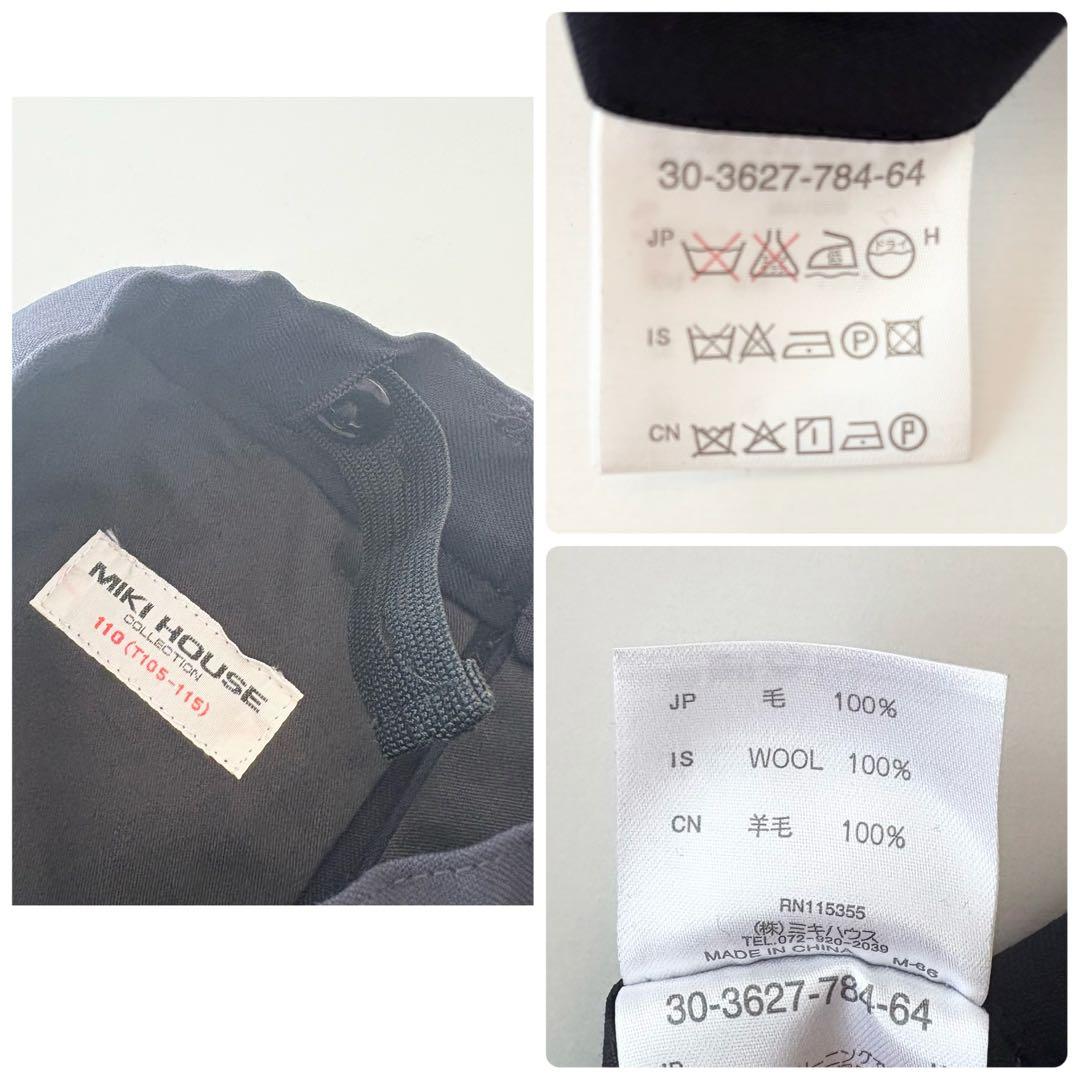 MIKI HOUSE
COLLECTION
110 (T105-115)
30-3627-784-64
JP ドライ H
IS P
CN P
JP 毛 100%
IS WOOL 100%
CN 羊毛 100%
RN115355
(株)ミキハウス
TEL.072-920-2039
MADE IN CHINA M-66
30-3627-784-64